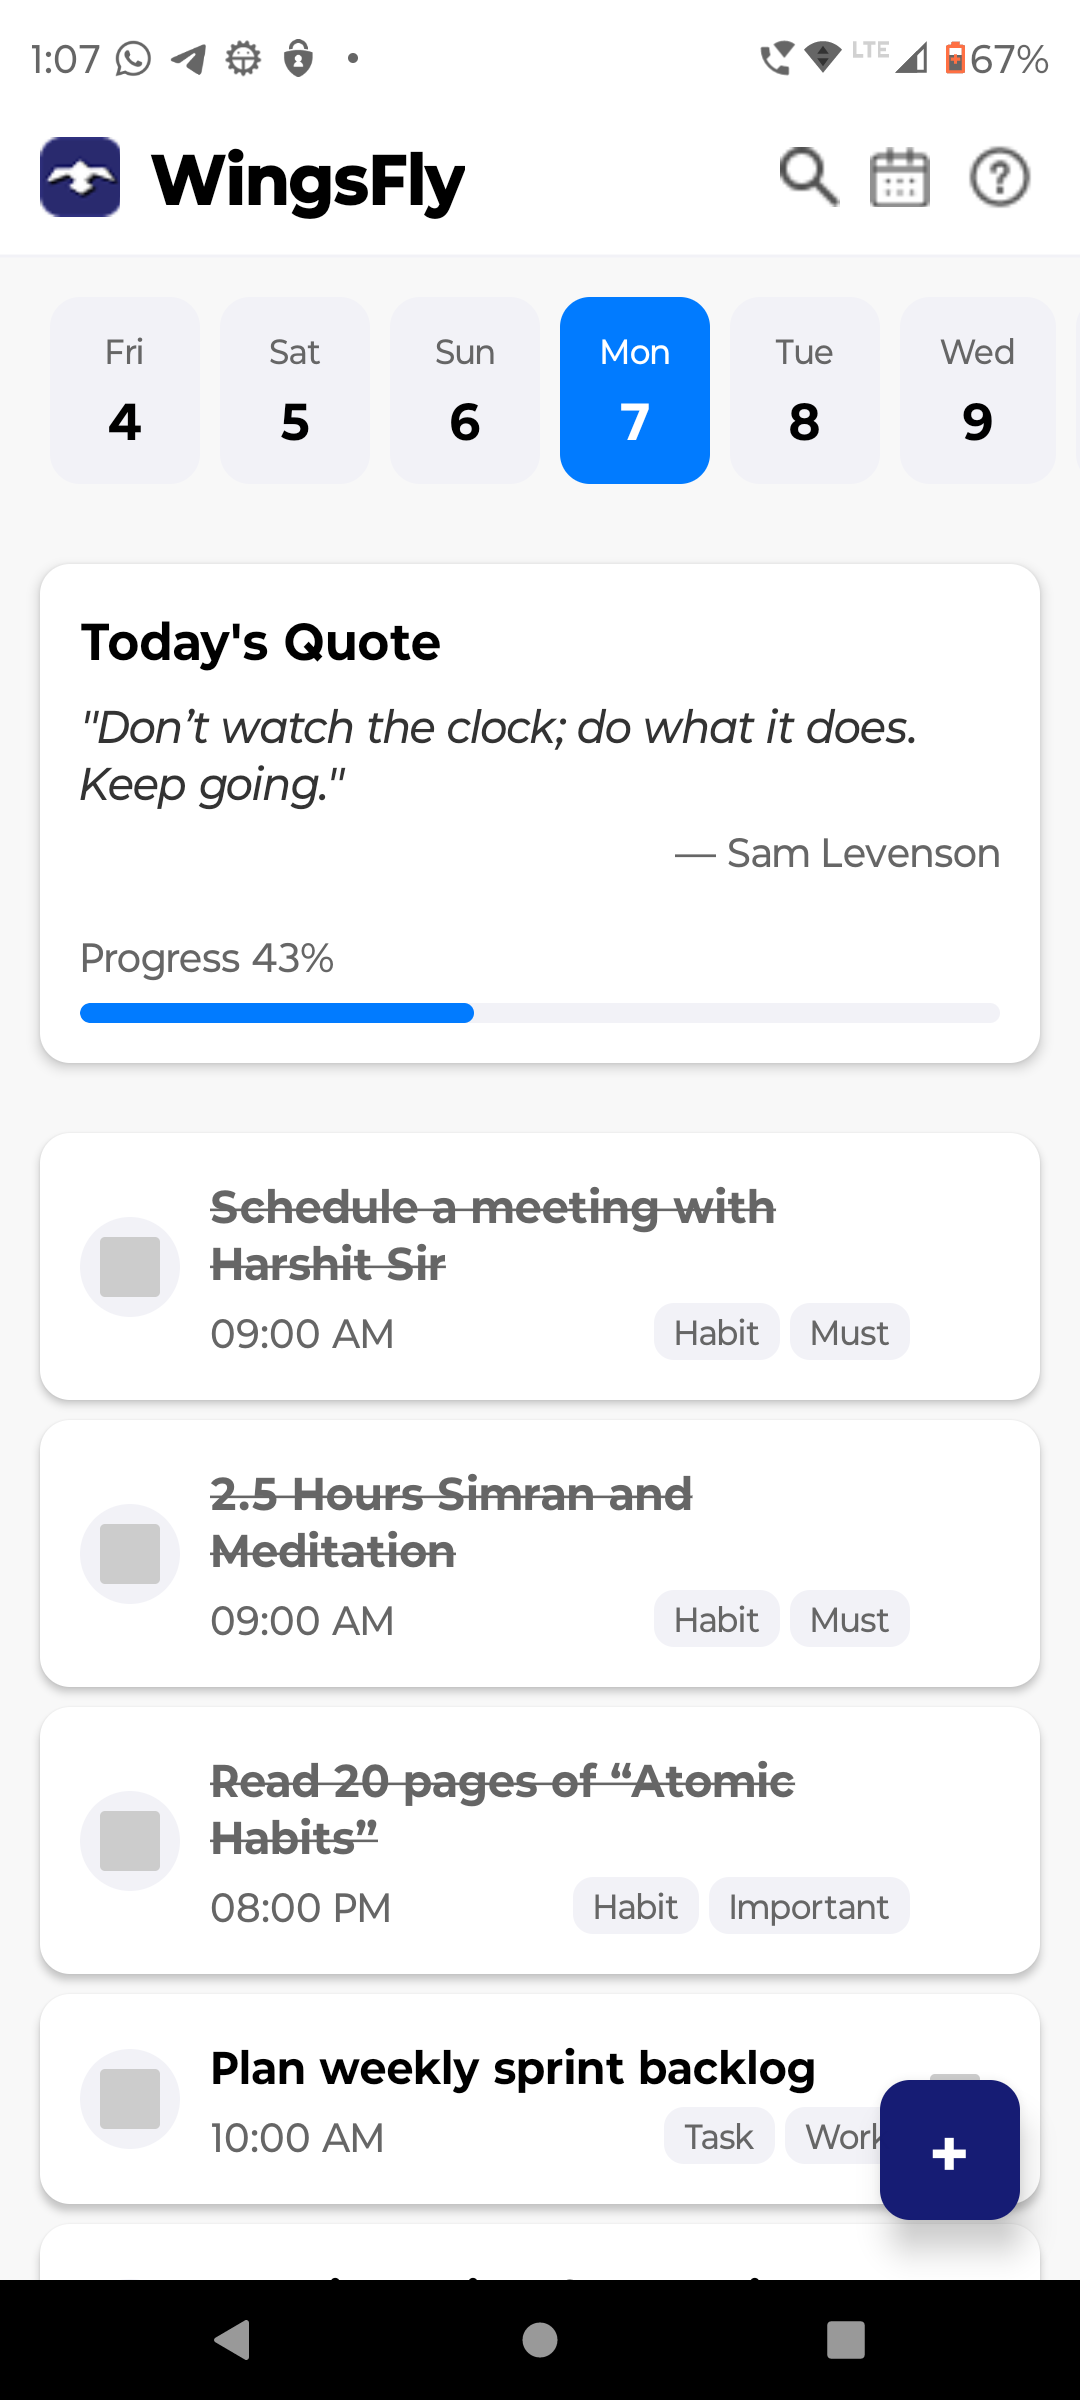 1:07
LTE
67%
WingsFly
Fri
Sat
Sun
Mon
Tue
Wed
4
5
6
7
8
9
Today's Quote
"Don’t watch the clock; do what it does.
Keep going."
— Sam Levenson
Progress 43%
Schedule a meeting with
Harshit Sir
09:00 AM
Habit
Must
2.5 Hours Simran and
Meditation
09:00 AM
Habit
Must
Read 20 pages of “Atomic
Habits”
08:00 PM
Habit
Important
Plan weekly sprint backlog
10:00 AM
Task
Work
+